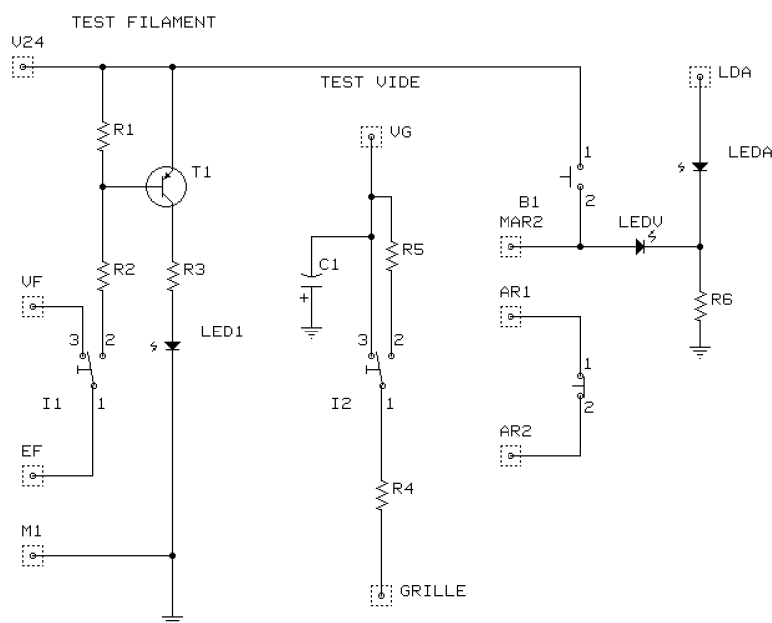 TEST FILAMENT
V24
TEST VIDE
LDA
VG
R1
T1
LEDA
1
2
B1
MAR2
LEDV
C1
R5
R2
R3
VF
+
AR1
R6
LED1
3
2
3
2
1
2
I1
1
I2
1
EF
AR2
R4
M1
GRILLE